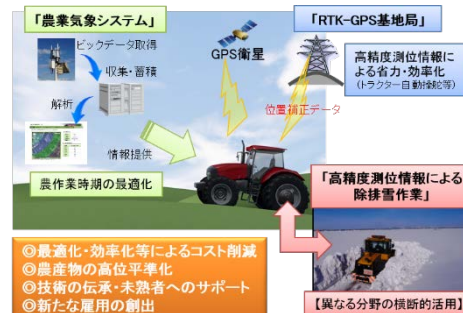 「農業気象システム」
ビックデータ取得
収集・蓄積
解析
情報提供
農作業時期の最適化
GPS衛星
「RTK-GPS基地局」
高精度測位情報に
よる省力・効率化
(トラクター自動操舵等)
位置補正データ
「高精度測位情報による
除排雪作業」
【異なる分野の横断的活用】
◎最適化・効率化等によるコスト削減
◎農産物の高位平準化
◎技術の伝承・未熟者へのサポート
◎新たな雇用の創出